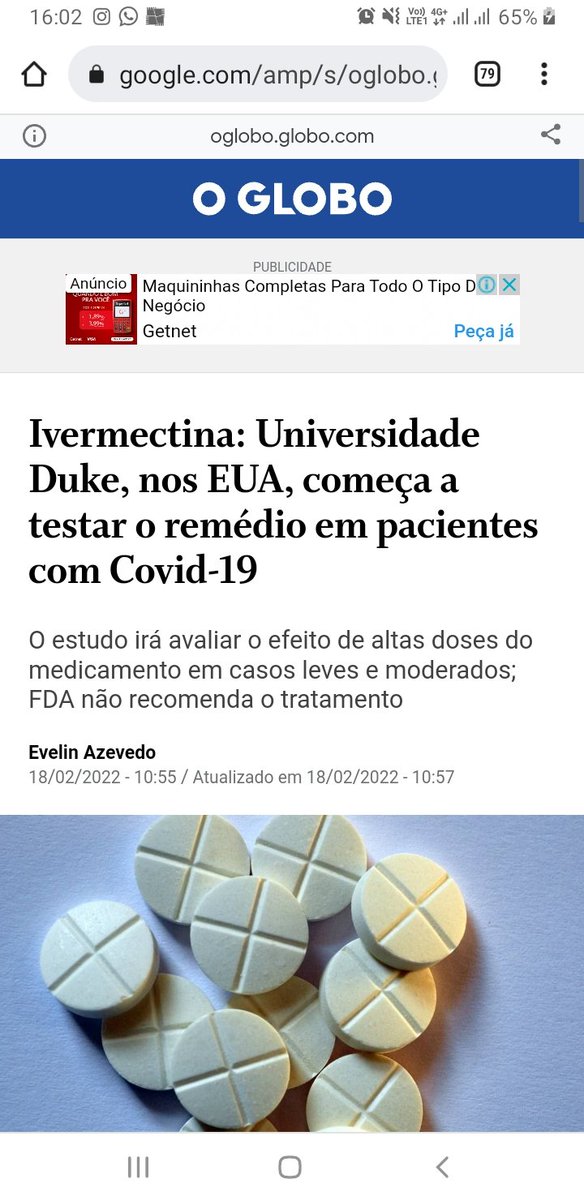 16:02 Vo)) 4G+ LTE1 65%
google.com/amp/s/oglobo.
79
oglobo.globo.com
O GLOBO
PUBLICIDADE
Anúncio
Maquininhas Completas Para Todo O Tipo D
Negócio
Getnet
Peça já
Ivermectina: Universidade
Duke, nos EUA, começa a
testar o remédio em pacientes
com Covid-19
O estudo irá avaliar o efeito de altas doses do
medicamento em casos leves e moderados;
FDA não recomenda o tratamento
Evelin Azevedo
18/02/2022 - 10:55 / Atualizado em 18/02/2022 - 10:57